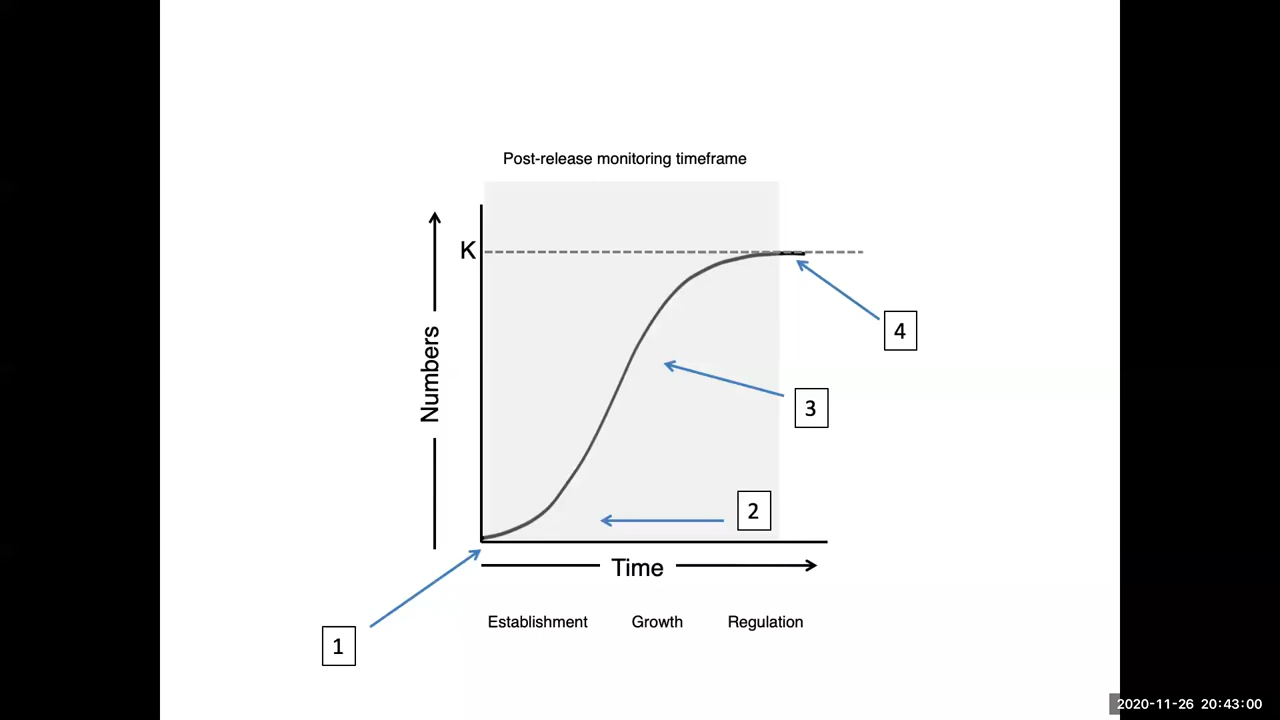 Post-release monitoring timeframe
K
4
Numbers
3
2
Time
Establishment Growth Regulation
1
2020-11-26 20:43:00